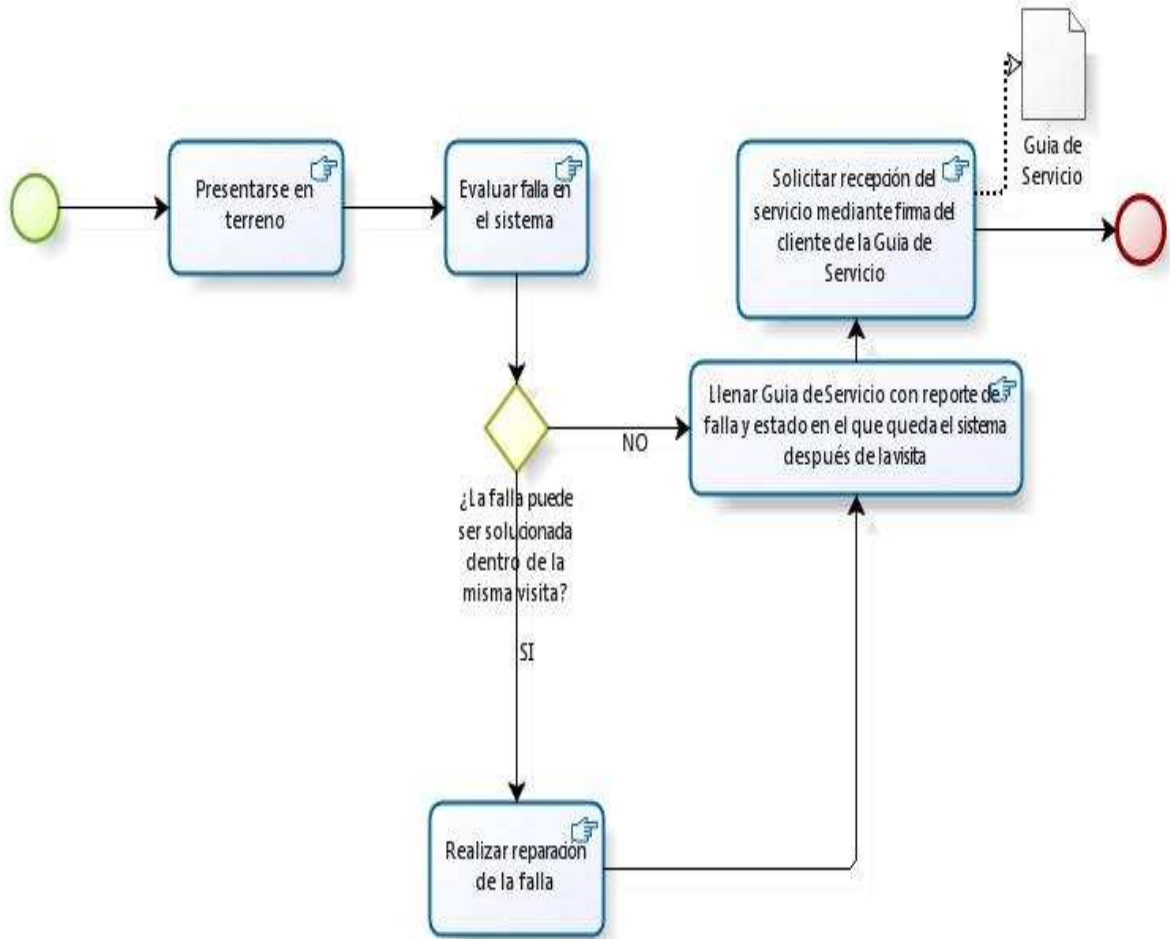 Presentarse en
terreno
Evaluar falla en
el sistema
Solicitar recepción del
servicio mediante firma del
cliente de la Guia de
Servicio
Guia de
Servicio
Llenar Guia de Servicio con reporte de
falla y estado en el que queda el sistema
después de la visita
NO
¿La falla puede
ser solucionada
dentro de la
misma visita?
SI
Realizar reparación
de la falla